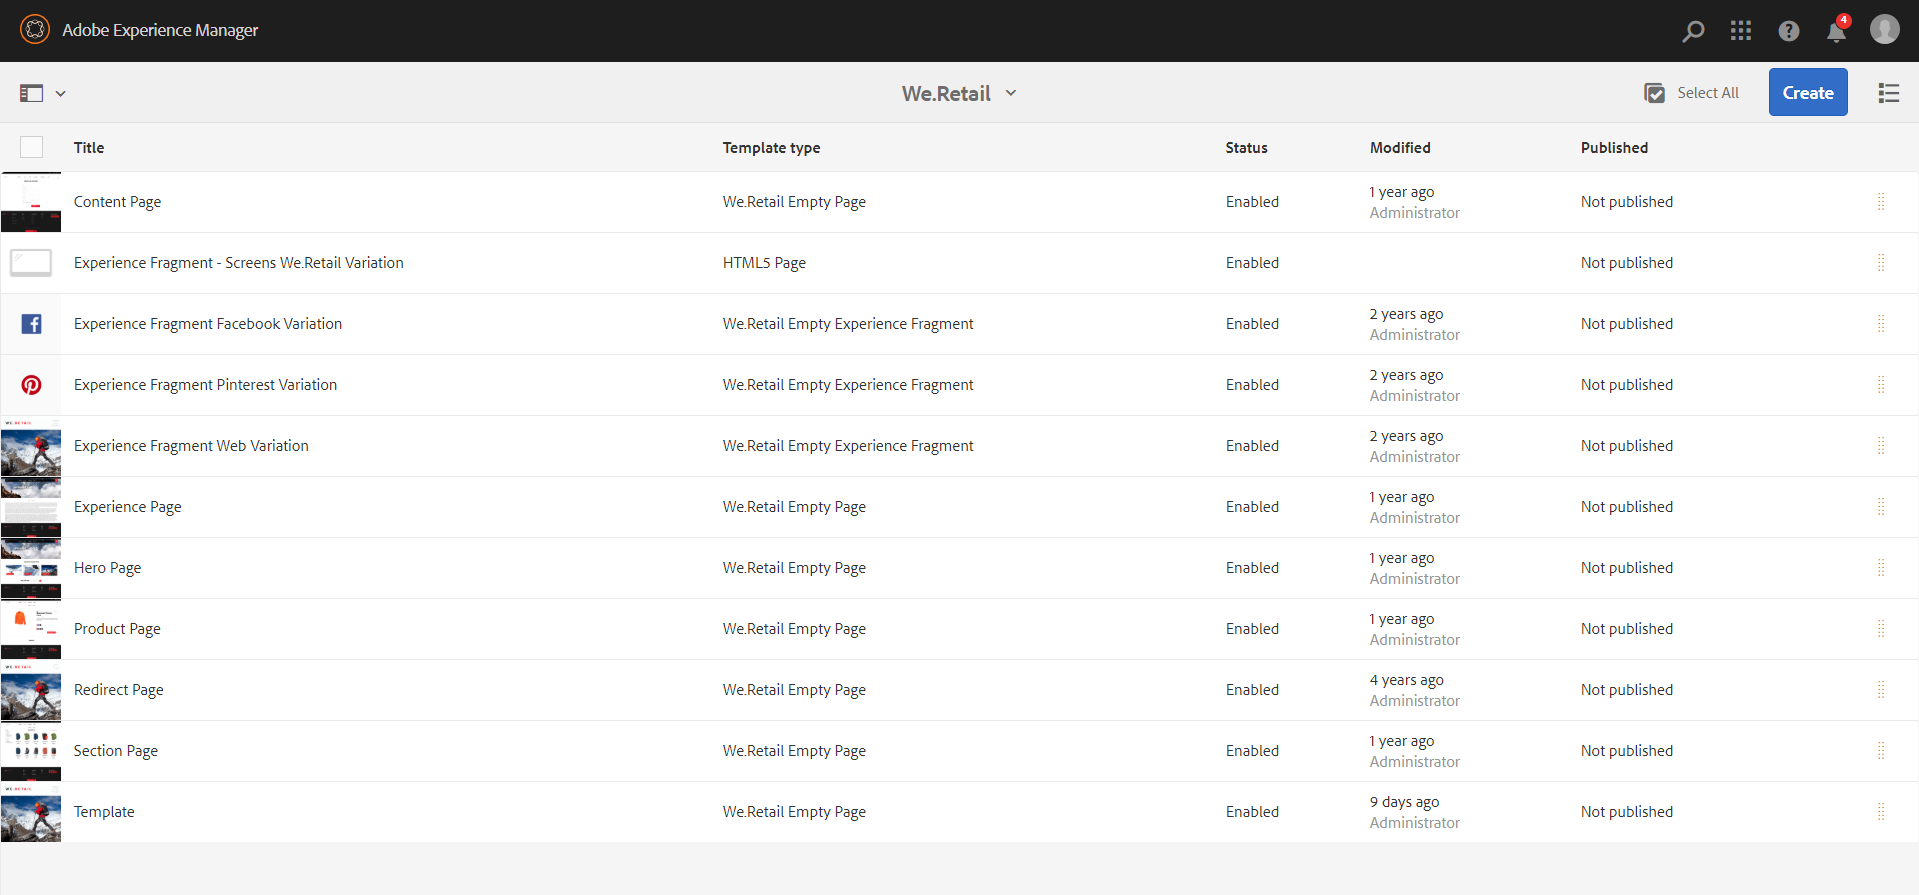 Adobe Experience Manager
4
We.Retail
Select All
Create
Title Template type Status Modified Published
Content Page We.Retail Empty Page Enabled 1 year ago Not published
Administrator
Experience Fragment - Screens We.Retail Variation HTML5 Page Enabled Not published
Experience Fragment Facebook Variation We.Retail Empty Experience Fragment Enabled 2 years ago Not published
Administrator
Experience Fragment Pinterest Variation We.Retail Empty Experience Fragment Enabled 2 years ago Not published
Administrator
WE.RETAIL
Experience Fragment Web Variation We.Retail Empty Experience Fragment Enabled 2 years ago Not published
Administrator
Experience Page We.Retail Empty Page Enabled 1 year ago Not published
Administrator
Hero Page We.Retail Empty Page Enabled 1 year ago Not published
Administrator
Product Page We.Retail Empty Page Enabled 1 year ago Not published
Administrator
WE.RETAIL
Redirect Page We.Retail Empty Page Enabled 4 years ago Not published
Administrator
Section Page We.Retail Empty Page Enabled 1 year ago Not published
Administrator
WE.RETAIL
Template We.Retail Empty Page Enabled 9 days ago Not published
Administrator